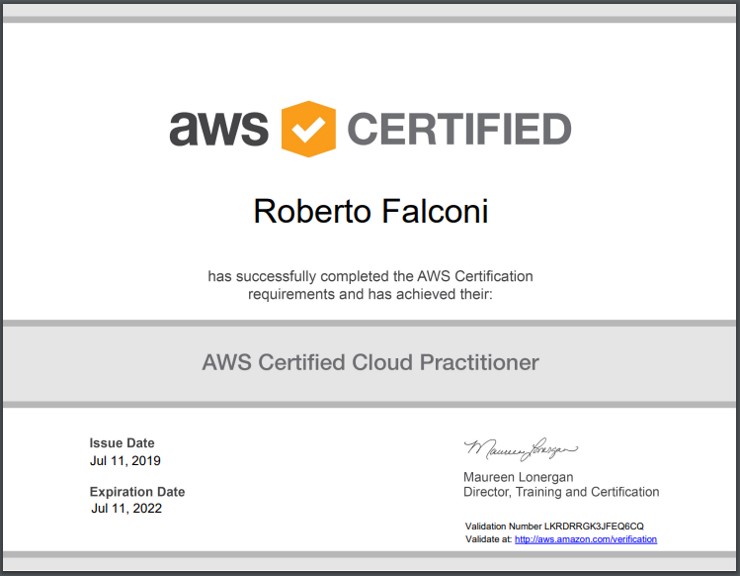 aws CERTIFIED
Roberto Falconi
has successfully completed the AWS Certification
requirements and has achieved their:
AWS Certified Cloud Practitioner
Issue Date
Jul 11, 2019
Expiration Date
Jul 11, 2022
Maureen Lonergan
Maureen Lonergan
Director, Training and Certification
Validation Number LKRDRRGK3JFEQ6CQ
Validate at: http://aws.amazon.com/verification